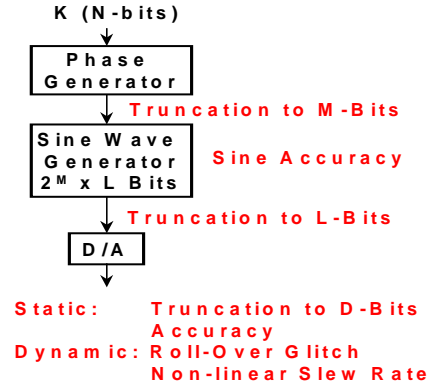 K (N-bits)
Phase
Generator
Truncation to M-Bits
Sine Wave
Generator
2ᴹ x L Bits
Sine Accuracy
Truncation to L-Bits
D/A
Static: Truncation to D-Bits
Accuracy
Dynamic: Roll-Over Glitch
Non-linear Slew Rate